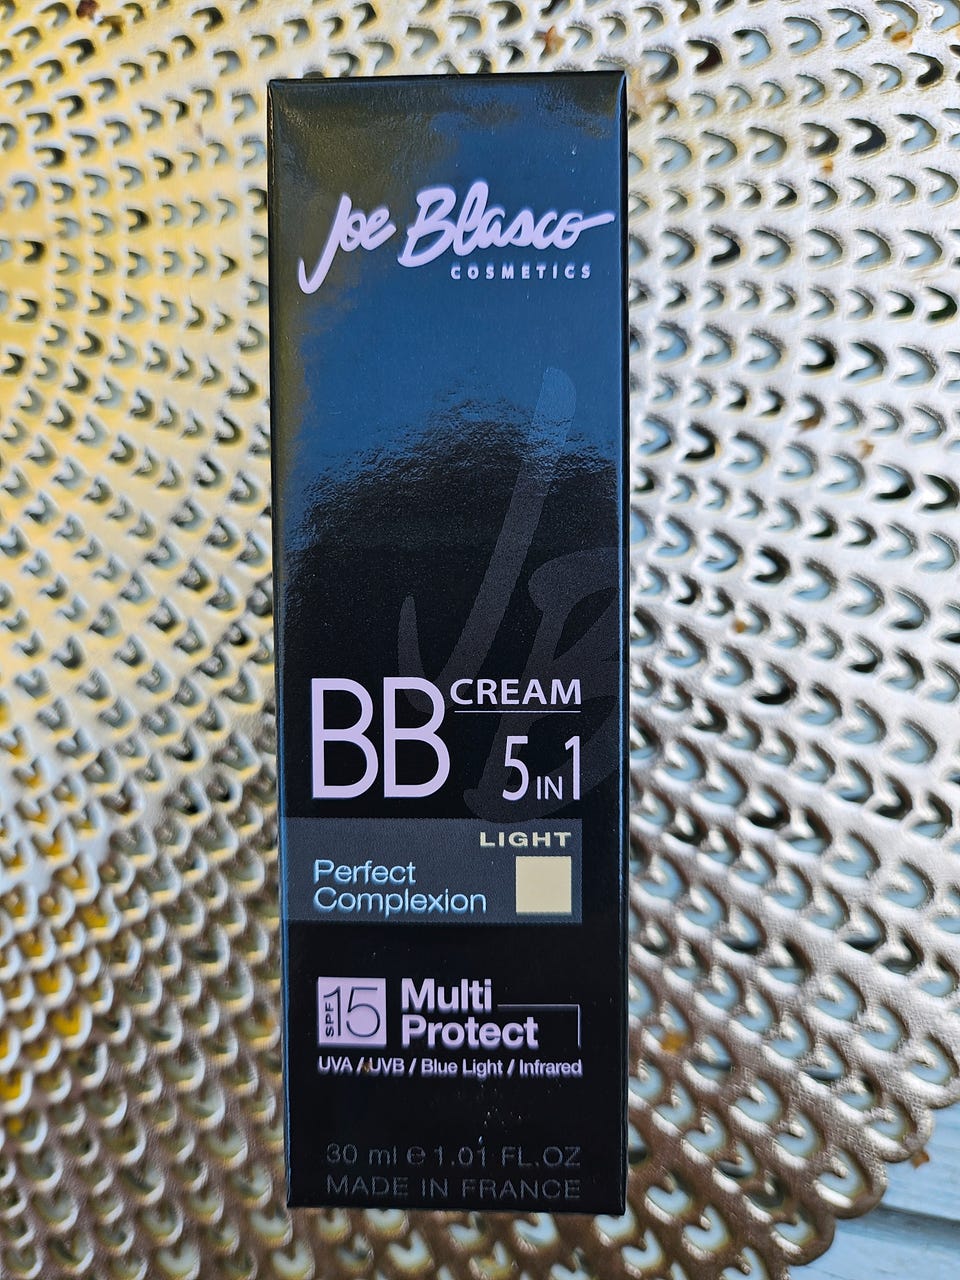 Joe Blasco
COSMETICS
JB
BB CREAM
5 IN 1
LIGHT
Perfect
Complexion
SPF 15
Multi
Protect
UVA / UVB / Blue Light / Infrared
30 ml ℮ 1.01 FL.OZ
MADE IN FRANCE